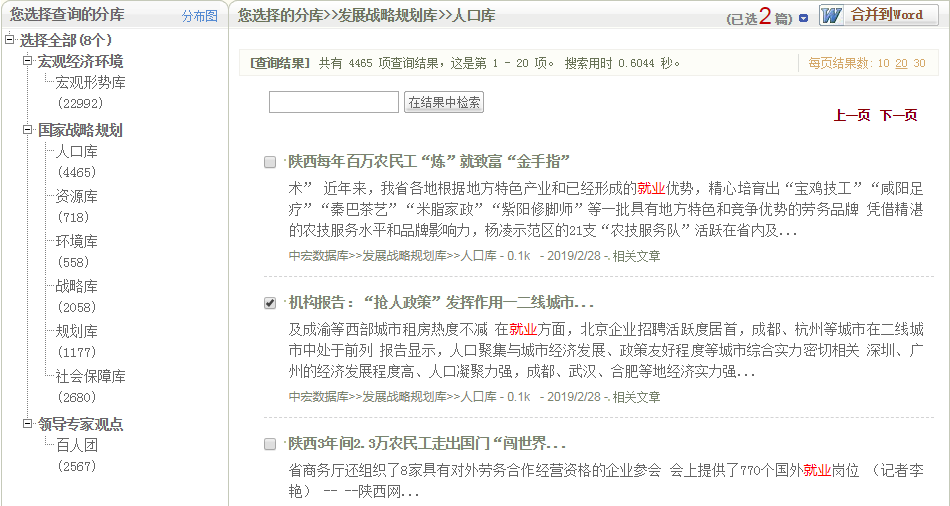 您选择查询的分库 分布图
选择全部(8个)
宏观经济环境
宏观形势库
(22992)
国家战略规划
人口库
(4465)
资源库
(718)
环境库
(558)
战略库
(2058)
规划库
(1177)
社会保障库
(2680)
领导专家观点
百人团
(2567)
您选择的分库>>发展战略规划库>>人口库 (已选2篇) 合并到Word
[查询结果] 共有 4465 项查询结果，这是第 1 - 20 项。 搜索用时 0.6044 秒。 每页结果数: 10 20 30
在结果中检索
上一页 下一页
·陕西每年百万农民工“炼”就致富“金手指”
术” 近年来，我省各地根据地方特色产业和已经形成的就业优势，精心培育出“宝鸡技工”“咸阳足
疗”“秦巴茶艺”“米脂家政”“紫阳修脚师”等一批具有地方特色和竞争优势的劳务品牌 凭借精湛
的农技服务水平和品牌影响力，杨凌示范区的21支“农技服务队”活跃在省内及...
中宏数据库>>发展战略规划库>>人口库 - 0.1k - 2019/2/28 -.相关文章
·机构报告：“抢人政策”发挥作用一二线城市...
及成渝等西部城市租房热度不减 在就业方面，北京企业招聘活跃度居首，成都、杭州等城市在二线城
市中处于前列 报告显示，人口聚集与城市经济发展、政策友好程度等城市综合实力密切相关 深圳、广
州的经济发展程度高、人口凝聚力强，成都、武汉、合肥等地经济实力强...
中宏数据库>>发展战略规划库>>人口库 - 0.1k - 2019/2/28 -.相关文章
·陕西3年间2.3万农民工走出国门“闯世界...
省商务厅还组织了8家具有对外劳务合作经营资格的企业参会 会上提供了770个国外就业岗位 （记者李
艳） -- --陕西网...